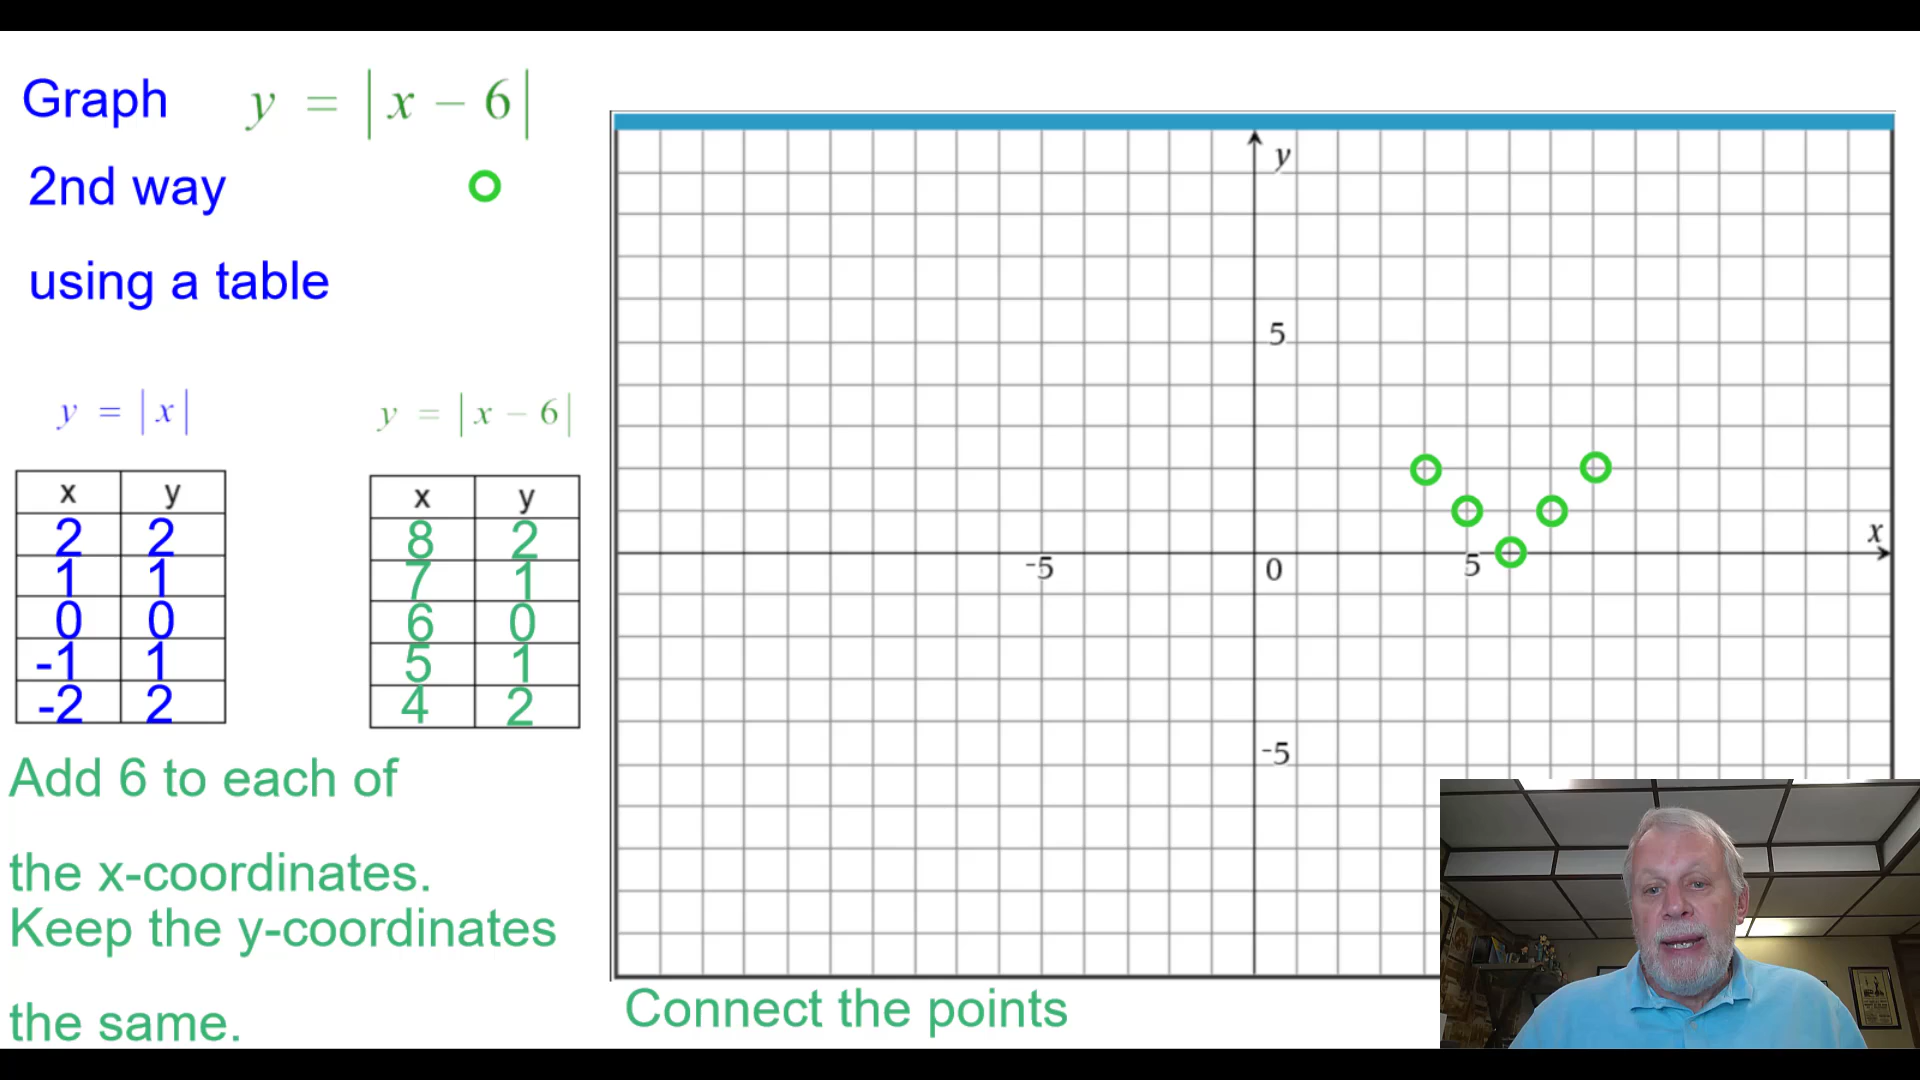 Graph y = |x − 6|
2nd way
using a table
y = |x|
x y
2 2
1 1
0 0
-1 1
-2 2
y = |x − 6|
x y
8 2
7 1
6 0
5 1
4 2
Add 6 to each of
the x-coordinates.
Keep the y-coordinates
the same.
y
5
x
-5 0 5
-5
Connect the points